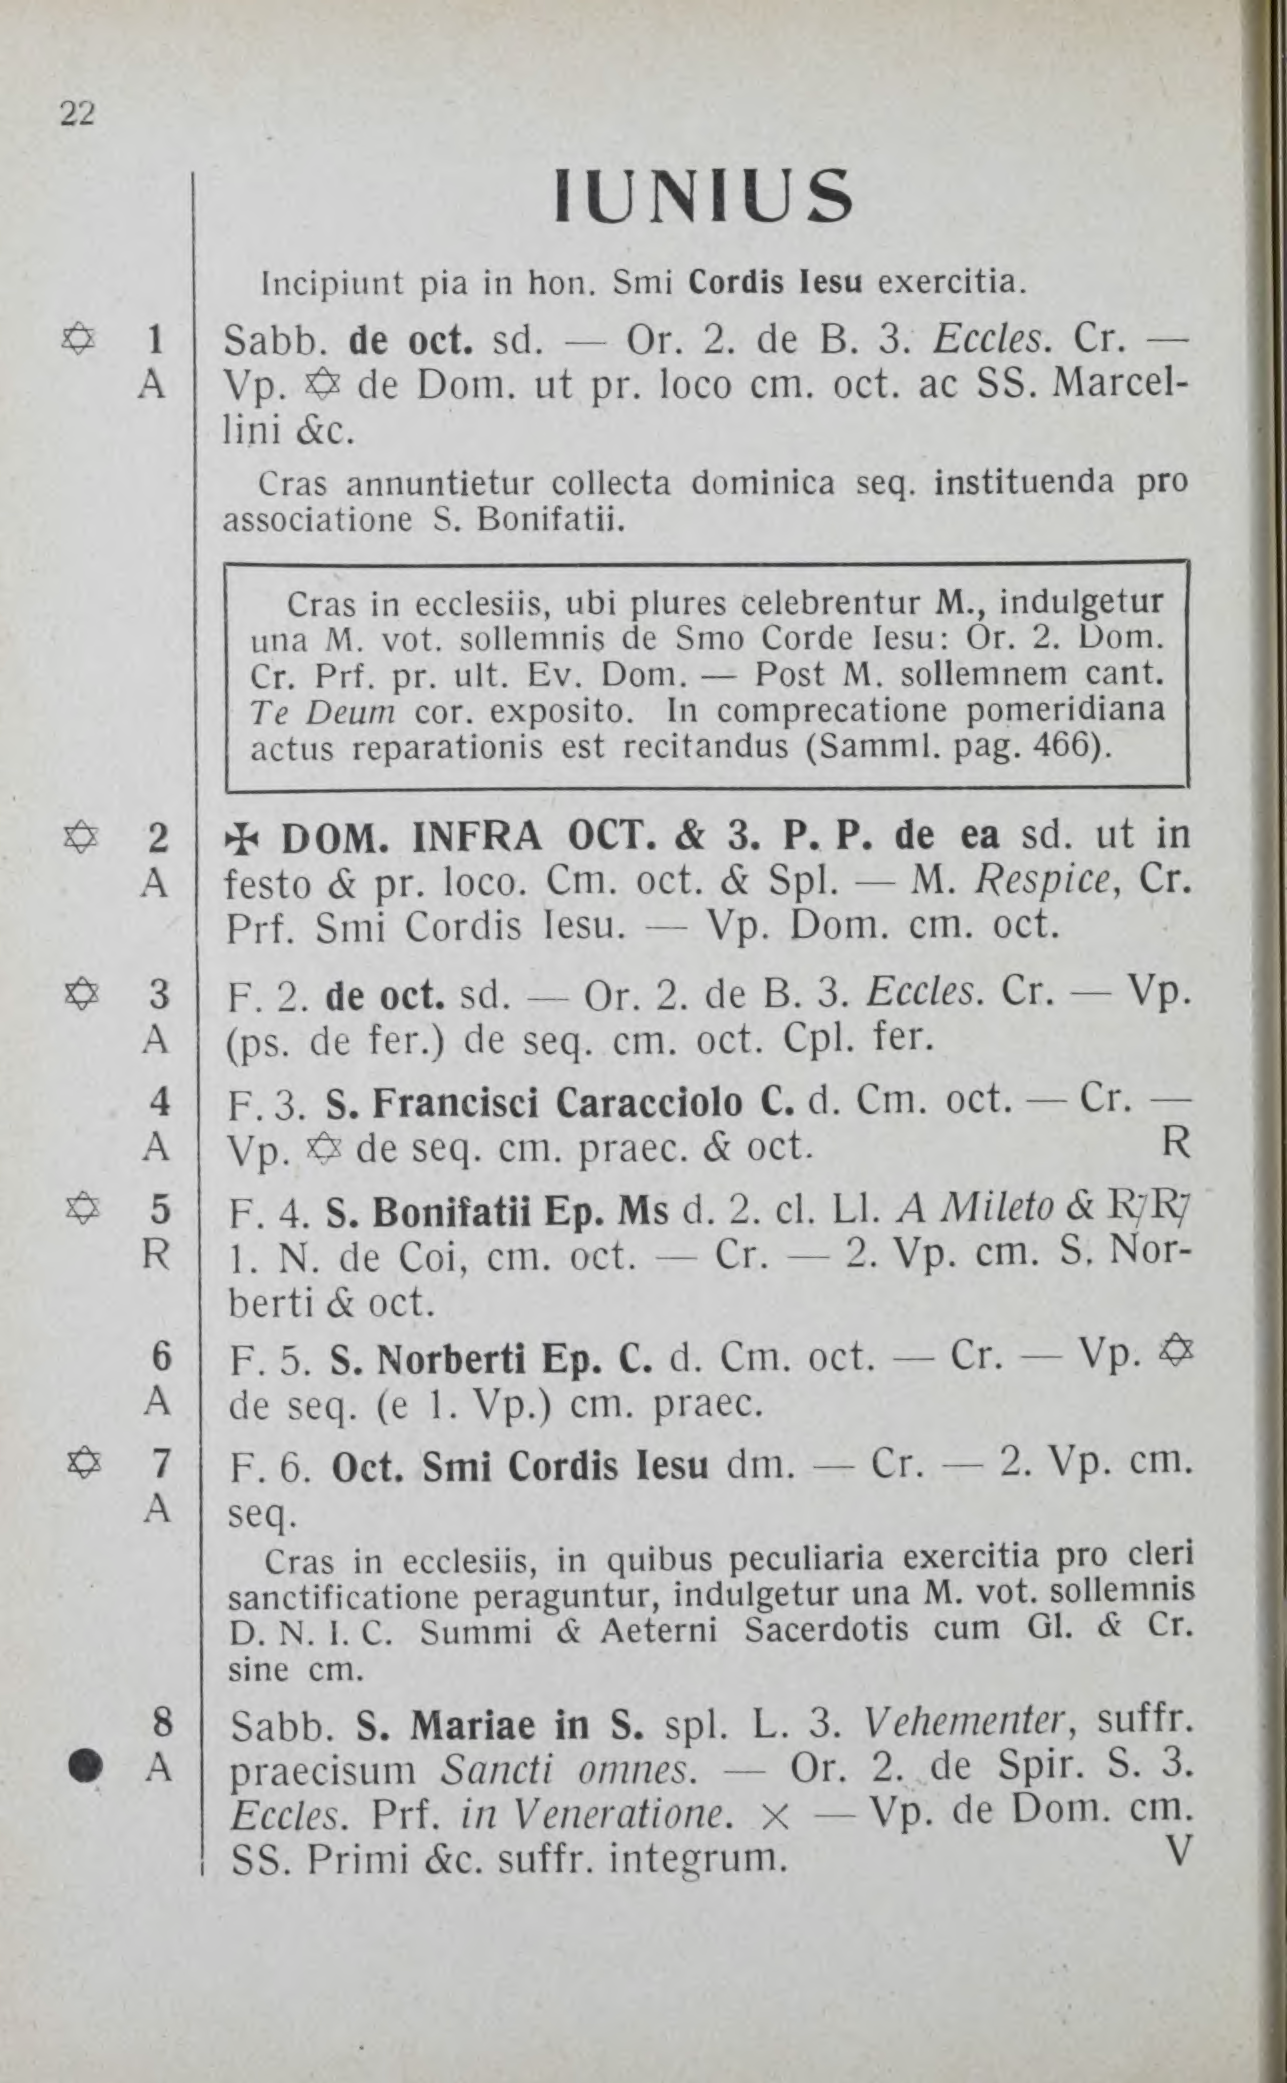 22
IUNIUS
Incipiunt pia in hon. Smi Cordis Iesu exercitia.
✡ 1 Sabb. de oct. sd. — Or. 2. de B. 3. Eccles. Cr. —
A Vp. ✡ de Dom. ut pr. loco cm. oct. ac SS. Marcel-
lini &c.
Cras annuntietur collecta dominica seq. instituenda pro
associatione S. Bonifatii.
Cras in ecclesiis, ubi plures celebrentur M., indulgetur
una M. vot. sollemnis de Smo Corde Iesu: Or. 2. Dom.
Cr. Prf. pr. ult. Ev. Dom. — Post M. sollemnem cant.
Te Deum cor. exposito. In comprecatione pomeridiana
actus reparationis est recitandus (Samml. pag. 466).
✡ 2 ✠ DOM. INFRA OCT. & 3. P. P. de ea sd. ut in
A festo & pr. loco. Cm. oct. & Spl. — M. Respice, Cr.
Prf. Smi Cordis Iesu. — Vp. Dom. cm. oct.
✡ 3 F. 2. de oct. sd. — Or. 2. de B. 3. Eccles. Cr. — Vp.
A (ps. de fer.) de seq. cm. oct. Cpl. fer.
4 F. 3. S. Francisci Caracciolo C. d. Cm. oct. — Cr. —
A Vp. ✡ de seq. cm. praec. & oct. R
✡ 5 F. 4. S. Bonifatii Ep. Ms d. 2. cl. Ll. A Mileto & ℟℟
R 1. N. de Coi, cm. oct. — Cr. — 2. Vp. cm. S. Nor-
berti & oct.
6 F. 5. S. Norberti Ep. C. d. Cm. oct. — Cr. — Vp. ✡
A de seq. (e 1. Vp.) cm. praec.
✡ 7 F. 6. Oct. Smi Cordis Iesu dm. — Cr. — 2. Vp. cm.
A seq.
Cras in ecclesiis, in quibus peculiaria exercitia pro cleri
sanctificatione peraguntur, indulgetur una M. vot. sollemnis
D. N. I. C. Summi & Aeterni Sacerdotis cum Gl. & Cr.
sine cm.
8 Sabb. S. Mariae in S. spl. L. 3. Vehementer, suffr.
● A praecisum Sancti omnes. — Or. 2. de Spir. S. 3.
Eccles. Prf. in Veneratione. × — Vp. de Dom. cm.
SS. Primi &c. suffr. integrum. V